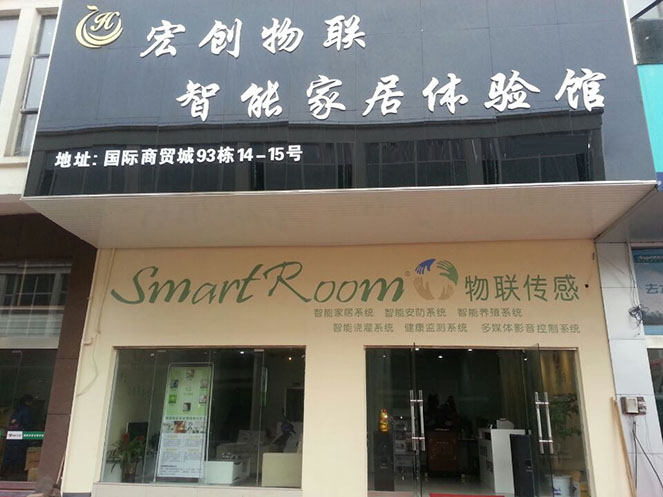 宏创物联
智能家居体验馆
地址：国际商贸城93栋14-15号
Smart Room® 物联传感
智能家居系统 智能安防系统 智能养殖系统
智能浇灌系统 健康监测系统 多媒体影音控制系统
去